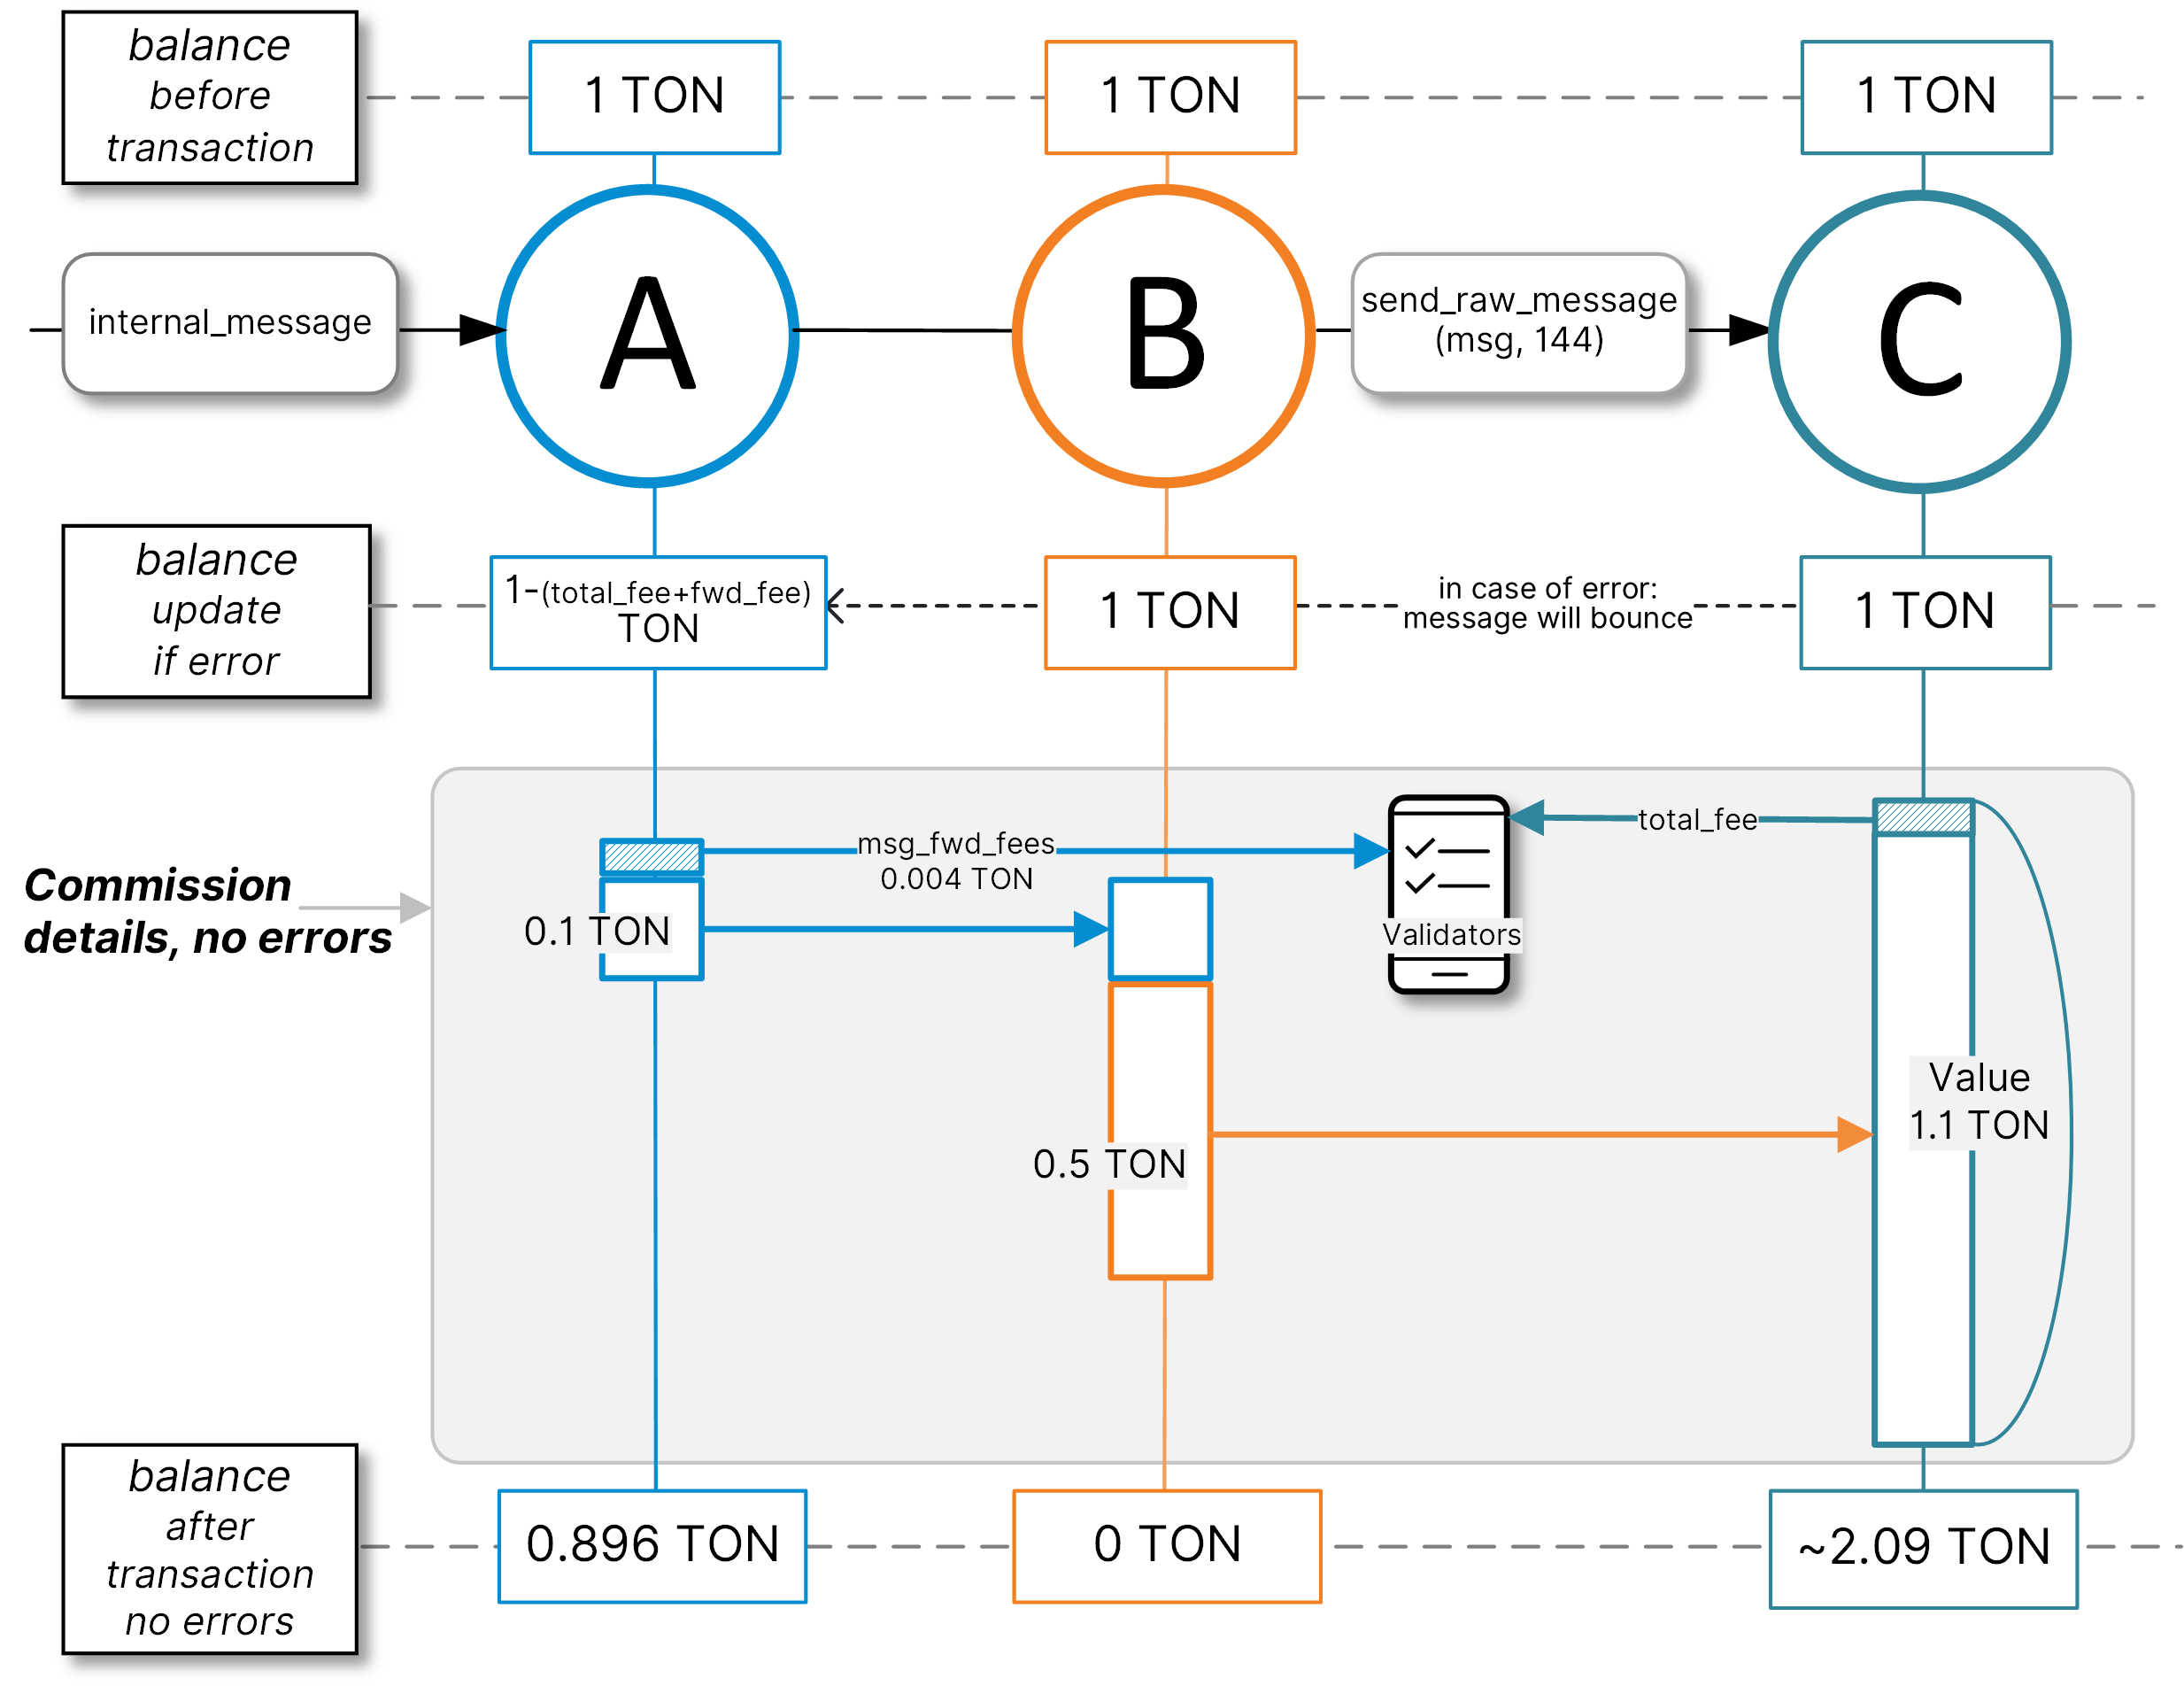 balance
before
transaction
1 TON
1 TON
1 TON
internal_message
A
B
send_raw_message
(msg, 144)
C
balance
update
if error
1-(total_fee+fwd_fee)
TON
1 TON
in case of error:
message will bounce
1 TON
Commission
details, no errors
msg_fwd_fees
0.004 TON
total_fee
0.1 TON
Validators
Value
1.1 TON
0.5 TON
balance
after
transaction
no errors
0.896 TON
0 TON
~2.09 TON